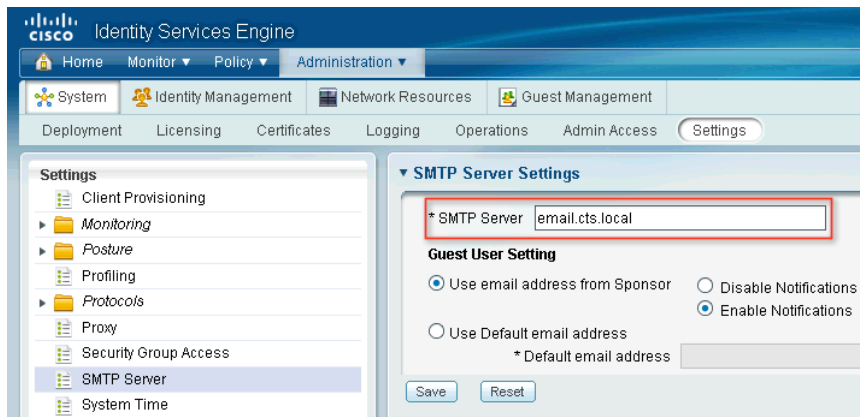 CISCO Identity Services Engine
Home Monitor ▼ Policy ▼ Administration ▼
System Identity Management Network Resources Guest Management
Deployment Licensing Certificates Logging Operations Admin Access Settings
Settings
Client Provisioning
Monitoring
Posture
Profiling
Protocols
Proxy
Security Group Access
SMTP Server
System Time
▼ SMTP Server Settings
* SMTP Server email.cts.local
Guest User Setting
Use email address from Sponsor
Disable Notifications
Enable Notifications
Use Default email address
* Default email address
Save Reset